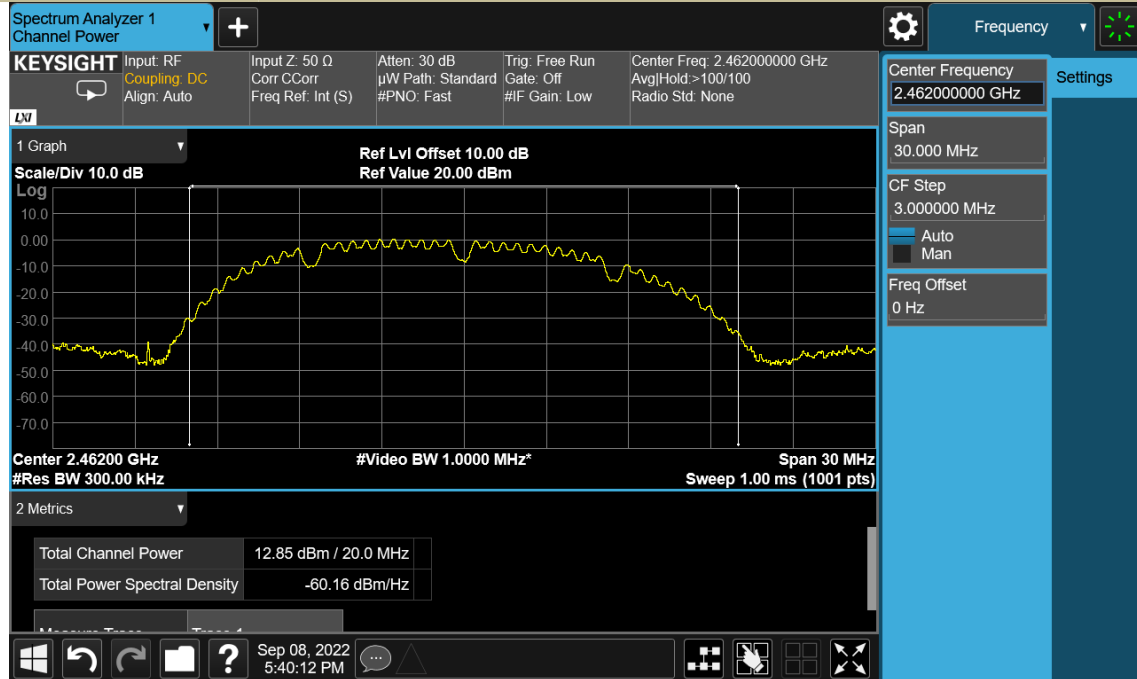 Spectrum Analyzer 1
Channel Power
Frequency
KEYSIGHT
LXI
Input: RF
Coupling: DC
Align: Auto
Input Z: 50 Ω
Corr CCorr
Freq Ref: Int (S)
Atten: 30 dB
µW Path: Standard
#PNO: Fast
Trig: Free Run
Gate: Off
#IF Gain: Low
Center Freq: 2.462000000 GHz
Avg|Hold:>100/100
Radio Std: None
Center Frequency
2.462000000 GHz
Settings
Span
30.000 MHz
CF Step
3.000000 MHz
Auto
Man
Freq Offset
0 Hz
1 Graph
Ref Lvl Offset 10.00 dB
Scale/Div 10.0 dB
Ref Value 20.00 dBm
Log
10.0
0.00
-10.0
-20.0
-30.0
-40.0
-50.0
-60.0
-70.0
Center 2.46200 GHz
#Video BW 1.0000 MHz*
Span 30 MHz
#Res BW 300.00 kHz
Sweep 1.00 ms (1001 pts)
2 Metrics
Total Channel Power 12.85 dBm / 20.0 MHz
Total Power Spectral Density -60.16 dBm/Hz
Measure Trace Trace 1
Sep 08, 2022
5:40:12 PM